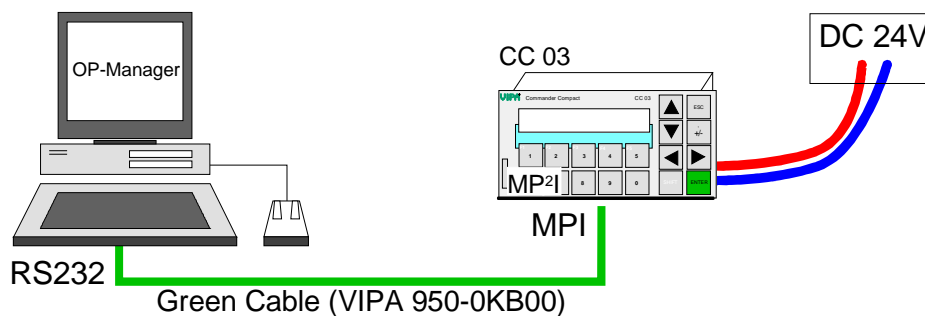 DC 24V
CC 03
OP-Manager
VIPA Commander Compact CC 03
ESC
+/-
1 2 3 4 5
MP²I 8 9 0 ENTER
MPI
RS232
Green Cable (VIPA 950-0KB00)